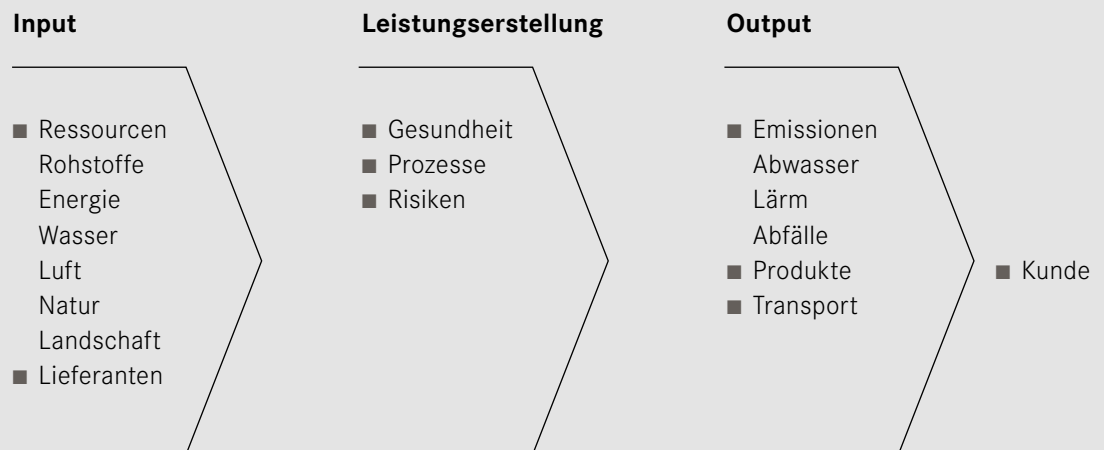 Input
■ Ressourcen
Rohstoffe
Energie
Wasser
Luft
Natur
Landschaft
■ Lieferanten
Leistungserstellung
■ Gesundheit
■ Prozesse
■ Risiken
Output
■ Emissionen
Abwasser
Lärm
Abfälle
■ Produkte
■ Transport
■ Kunde